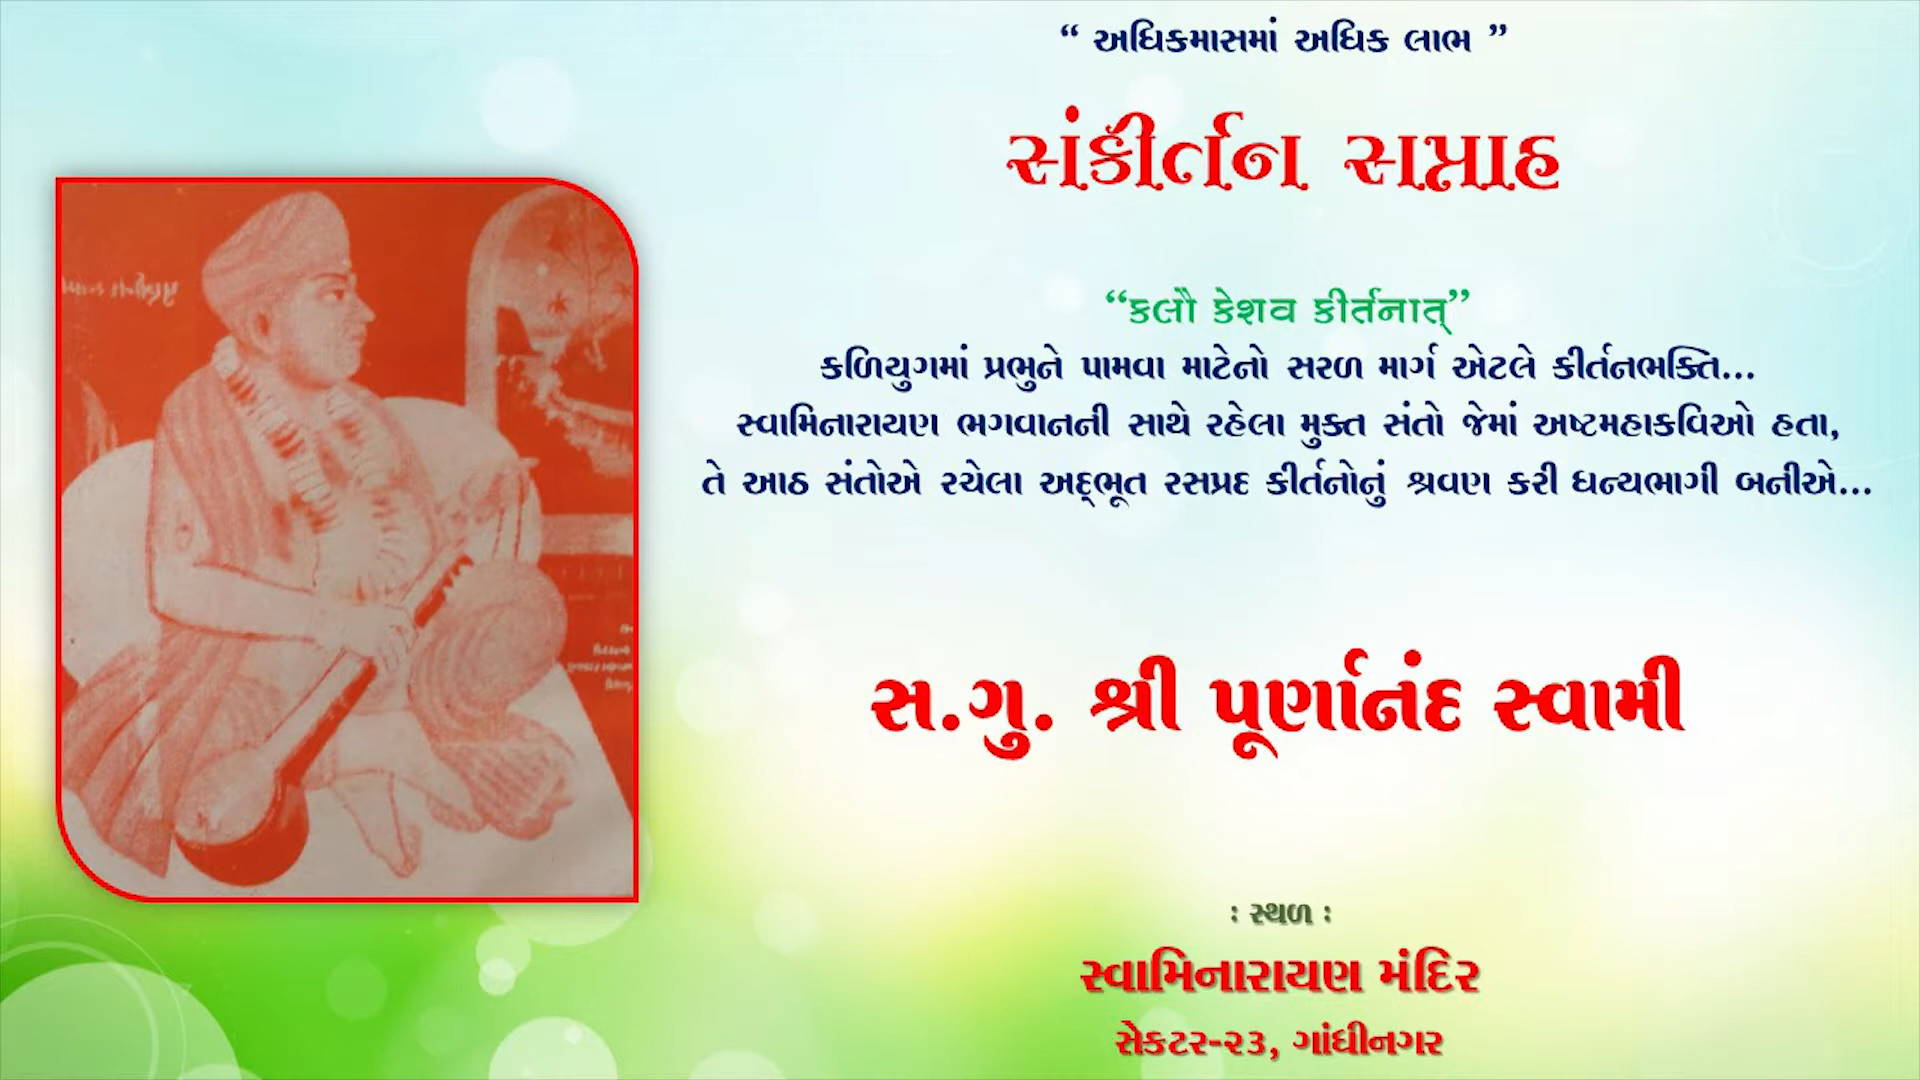 “ અધિકમાસમાં અધિક લાભ ”
સંકીર્તન સપ્તાહ
“કલૌ કેશવ કીર્તનાત્”
કળિયુગમાં પ્રભુને પામવા માટેનો સરળ માર્ગ એટલે કીર્તનભક્તિ...
સ્વામિનારાયણ ભગવાનની સાથે રહેલા મુક્ત સંતો જેમાં અષ્ટમહાકવિઓ હતા,
તે આઠ સંતોએ રચેલા અદ્‌ભૂત રસપ્રદ કીર્તનોનું શ્રવણ કરી ધન્યભાગી બનીએ...
સ.ગુ. શ્રી પૂર્ણાનંદ સ્વામી
: સ્થળ :
સ્વામિનારાયણ મંદિર
સેકટર-૨૩, ગાંધીનગર